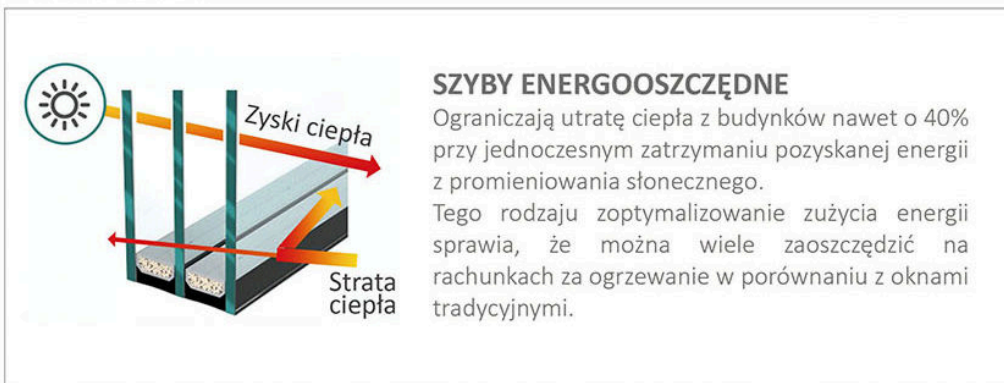 Zyski ciepła
Strata
ciepła
SZYBY ENERGOOSZCZĘDNE
Ograniczają utratę ciepła z budynków nawet o 40%
przy jednoczesnym zatrzymaniu pozyskanej energii
z promieniowania słonecznego.
Tego rodzaju zoptymalizowanie zużycia energii
sprawia, że można wiele zaoszczędzić na
rachunkach za ogrzewanie w porównaniu z oknami
tradycyjnymi.